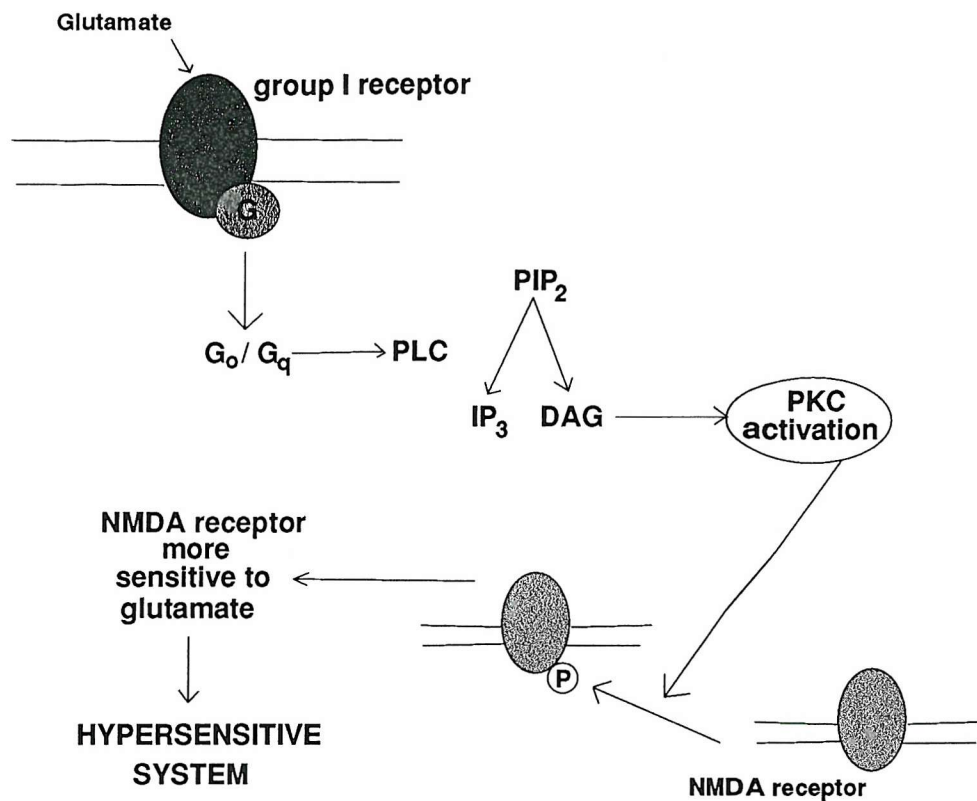 Glutamate
group I receptor
G
PIP₂
Gₒ / G_q
PLC
IP₃
DAG
PKC
activation
NMDA receptor
more
sensitive to
glutamate
P
HYPERSENSITIVE
SYSTEM
NMDA receptor